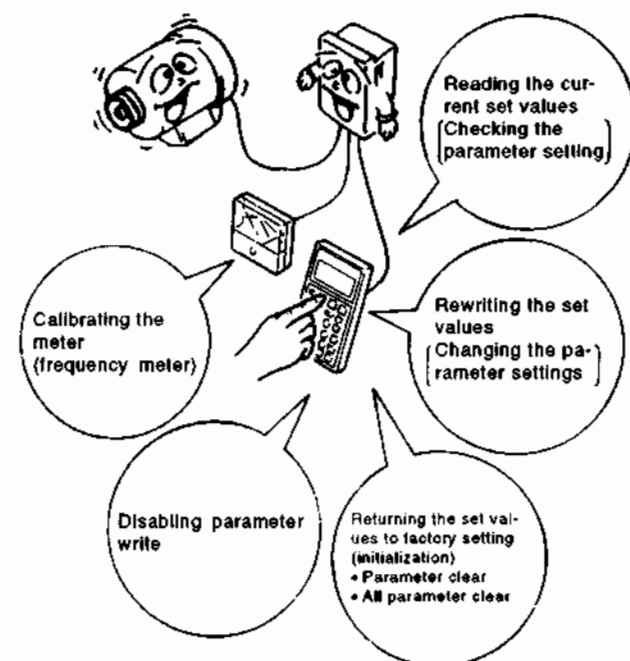 Reading the cur-
rent set values
[Checking the
parameter setting]
Calibrating the
meter
(frequency meter)
Rewriting the set
values
[Changing the pa-
rameter settings]
Disabling parameter
write
Returning the set val-
ues to factory setting
(initialization)
• Parameter clear
• All parameter clear